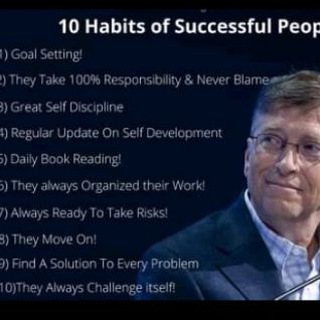 10 Habits of Successful Peop
1) Goal Setting!
2) They Take 100% Responsibility & Never Blame
3) Great Self Discipline
4) Regular Update On Self Development
5) Daily Book Reading!
6) They always Organized their Work!
7) Always Ready To Take Risks!
8) They Move On!
9) Find A Solution To Every Problem
10)They Always Challenge itself!